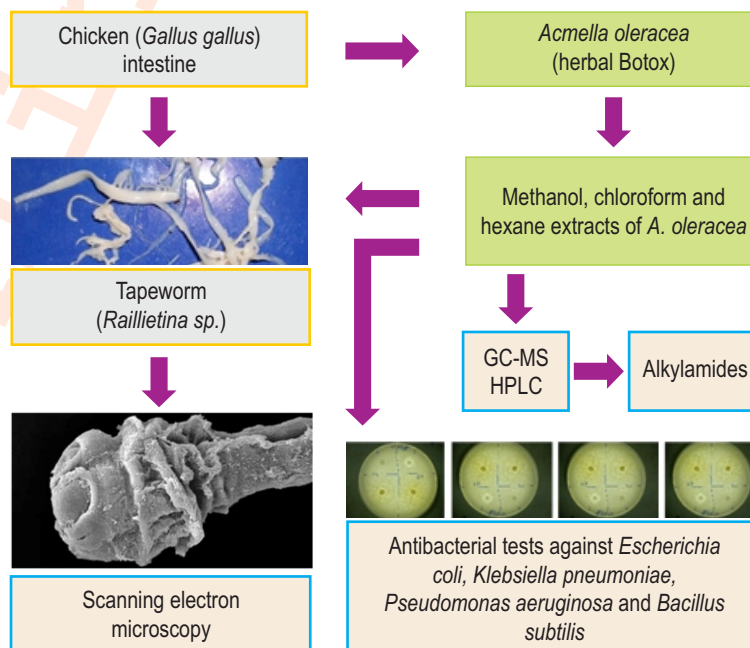 Chicken (Gallus gallus)
intestine
Acmella oleracea
(herbal Botox)
Methanol, chloroform and
hexane extracts of A. oleracea
Tapeworm
(Raillietina sp.)
GC-MS
HPLC
Alkylamides
Scanning electron
microscopy
Antibacterial tests against Escherichia
coli, Klebsiella pneumoniae,
Pseudomonas aeruginosa and Bacillus
subtilis